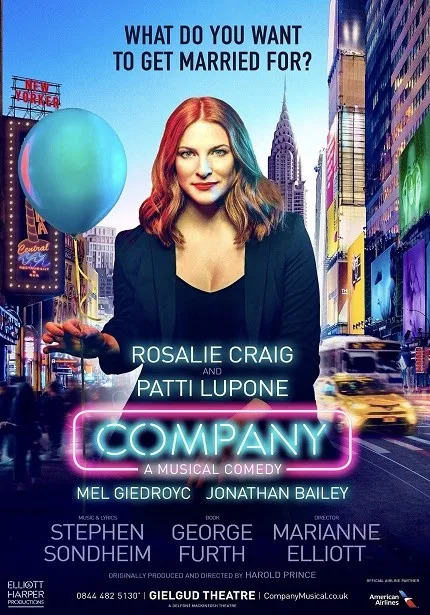 WHAT DO YOU WANT
TO GET MARRIED FOR?
NEW
YORKER
Central
RESTAURANT
ROSALIE CRAIG
AND
PATTI LUPONE
COMPANY
A MUSICAL COMEDY
MEL GIEDROYC JONATHAN BAILEY
MUSIC & LYRICS
STEPHEN
SONDHEIM
BOOK
GEORGE
FURTH
DIRECTOR
MARIANNE
ELLIOTT
ORIGINALLY PRODUCED AND DIRECTED BY HAROLD PRINCE
ELLIOTT
HARPER
PRODUCTIONS
0844 482 5130* | GIELGUD THEATRE | CompanyMusical.co.uk
A DELFONT MACKINTOSH THEATRE
OFFICIAL AIRLINE PARTNER
American
Airlines